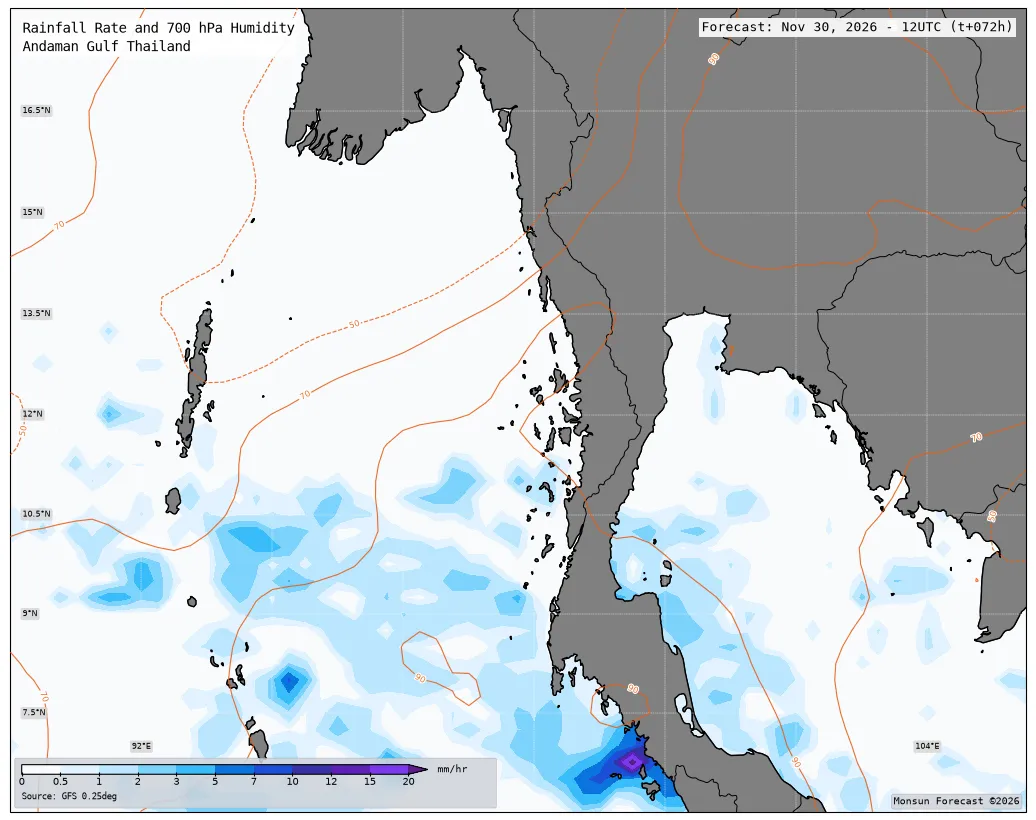 Rainfall Rate and 700 hPa Humidity
Andaman Gulf Thailand
Forecast: Nov 30, 2026 - 12UTC (t+072h)
90
16.5°N
15°N
70
13.5°N
50
70
12°N
50
70
10.5°N
50
9°N
90
90
70
7.5°N
92°E
104°E
90
mm/hr
0 0.5 1 2 3 5 7 10 12 15 20
Source: GFS 0.25deg
Monsun Forecast ©2026